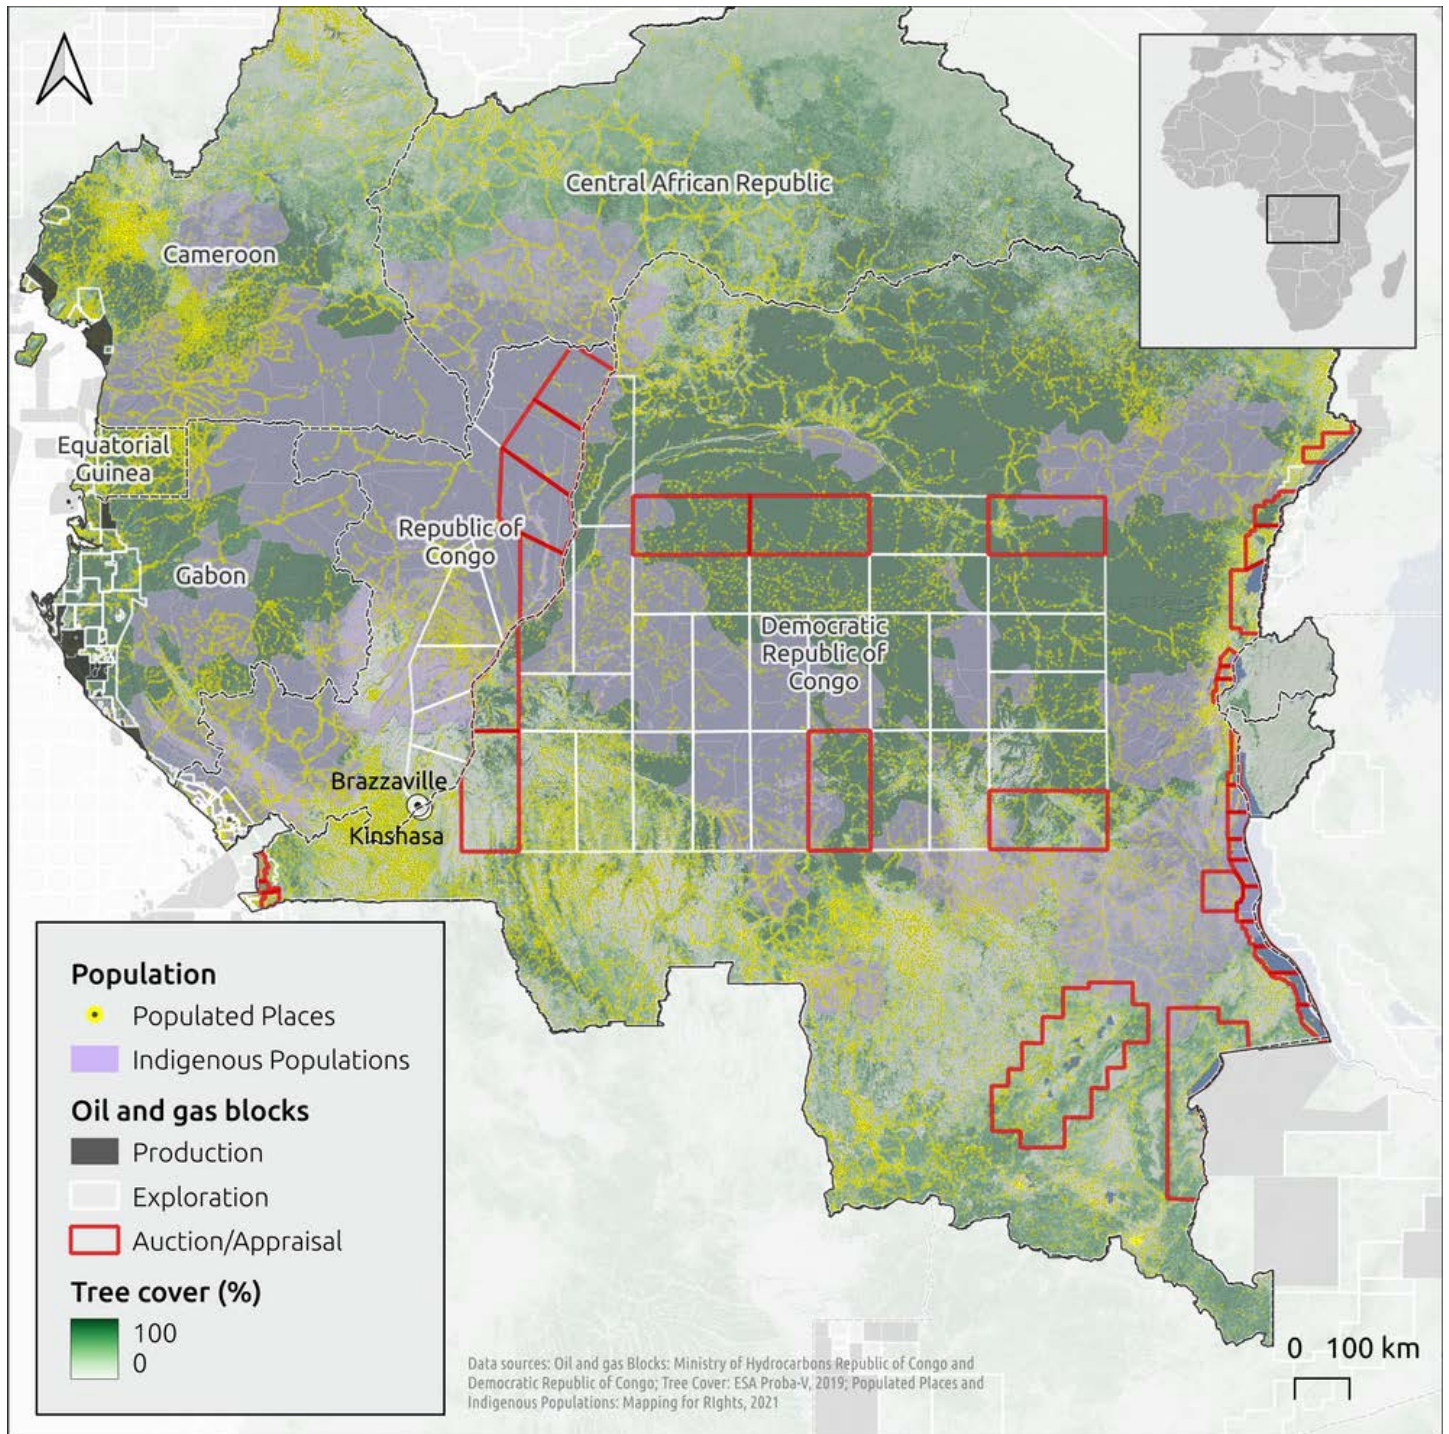 Central African Republic
Cameroon
Equatorial
Guinea
Republic of
Congo
Gabon
Democratic
Republic of
Congo
Brazzaville
Kinshasa
Population
Populated Places
Indigenous Populations
Oil and gas blocks
Production
Exploration
Auction/Appraisal
Tree cover (%)
100
0
0 100 km
Data sources: Oil and gas Blocks: Ministry of Hydrocarbons Republic of Congo and
Democratic Republic of Congo; Tree Cover: ESA Proba-V, 2019; Populated Places and
Indigenous Populations: Mapping for RIghts, 2021